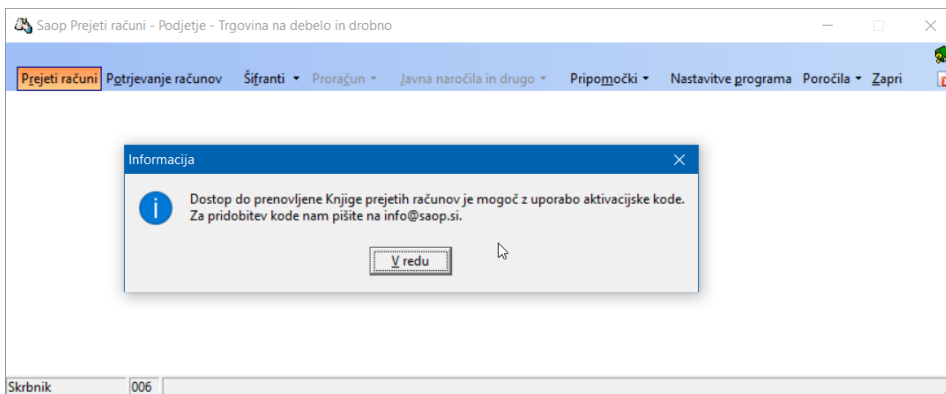 Saop Prejeti računi - Podjetje - Trgovina na debelo in drobno
Prejeti računi Potrjevanje računov Šifranti Proračun Javna naročila in drugo Pripomočki Nastavitve programa Poročila Zapri
Informacija
Dostop do prenovljene Knjige prejetih računov je mogoč z uporabo aktivacijske kode.
Za pridobitev kode nam pišite na info@saop.si.
V redu
Skrbnik 006